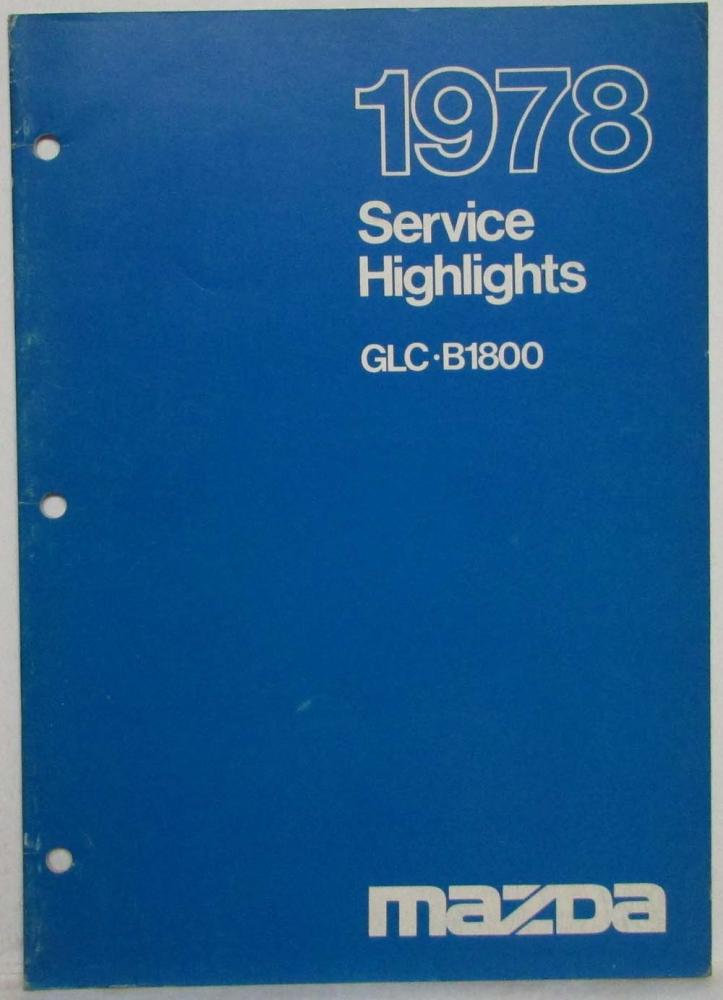 1978
Service
Highlights
GLC·B1800
mazda